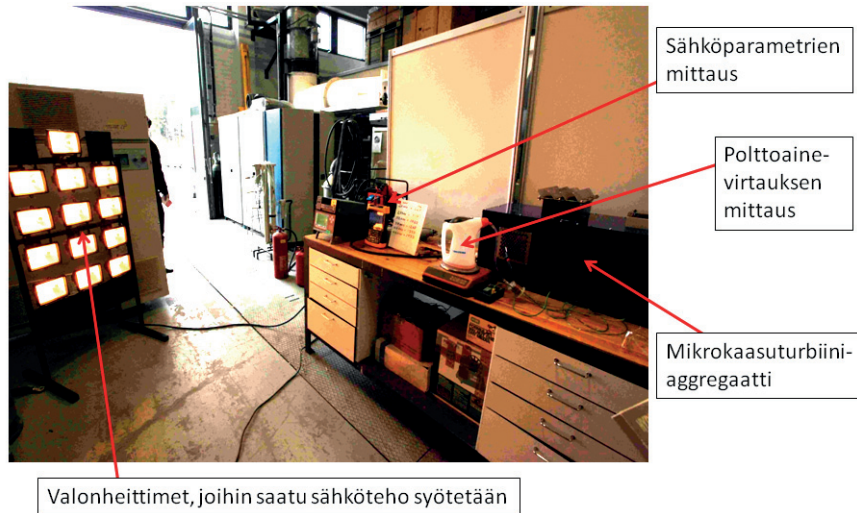 Sähköparametrien
mittaus
Polttoaine-
virtauksen
mittaus
Mikrokaasuturbiini-
aggregaatti
Valonheittimet, joihin saatu sähköteho syötetään